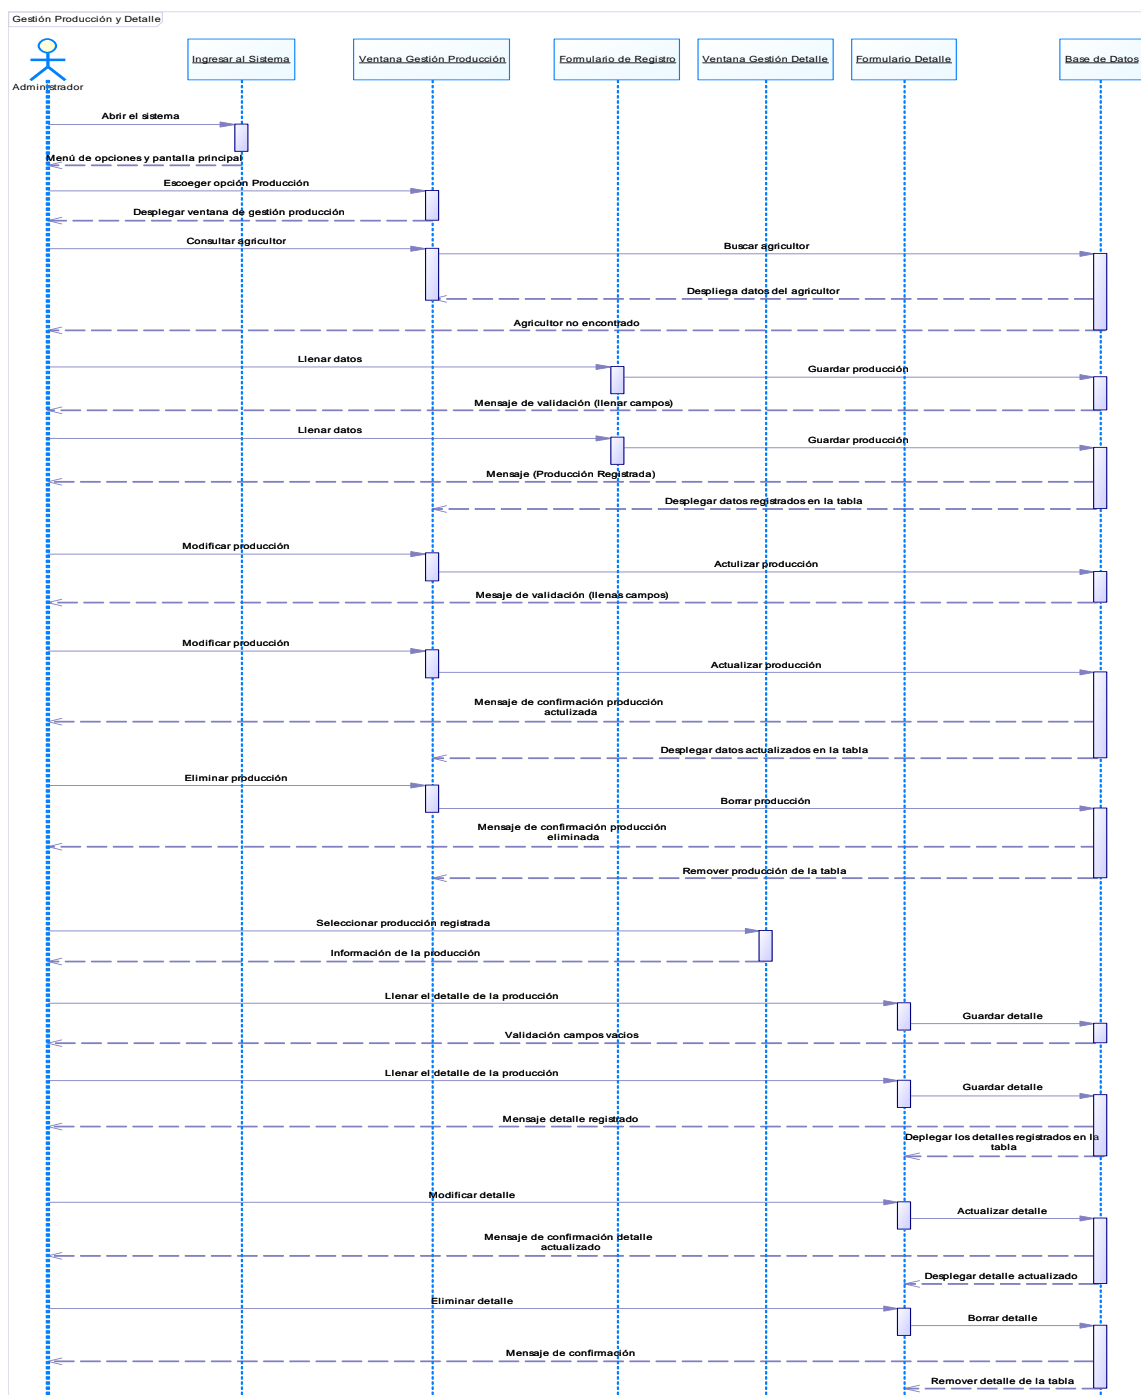 Gestión Producción y Detalle
Administrador
Ingresar al Sistema
Ventana Gestión Producción
Formulario de Registro
Ventana Gestión Detalle
Formulario Detalle
Base de Datos
Abrir el sistema
Menú de opciones y pantalla principal
Escoeger opción Producción
Desplegar ventana de gestión producción
Consultar agricultor
Buscar agricultor
Despliega datos del agricultor
Agricultor no encontrado
Llenar datos
Guardar producción
Mensaje de validación (llenar campos)
Llenar datos
Guardar producción
Mensaje (Producción Registrada)
Desplegar datos registrados en la tabla
Modificar producción
Actulizar producción
Mesaje de validación (llenas campos)
Modificar producción
Actualizar producción
Mensaje de confirmación producción
actulizada
Desplegar datos actualizados en la tabla
Eliminar producción
Borrar producción
Mensaje de confirmación producción
eliminada
Remover producción de la tabla
Seleccionar producción registrada
Información de la producción
Llenar el detalle de la producción
Guardar detalle
Validación campos vacios
Llenar el detalle de la producción
Guardar detalle
Mensaje detalle registrado
Deplegar los detalles registrados en la
tabla
Modificar detalle
Actualizar detalle
Mensaje de confirmación detalle
actualizado
Desplegar detalle actualizado
Eliminar detalle
Borrar detalle
Mensaje de confirmación
Remover detalle de la tabla